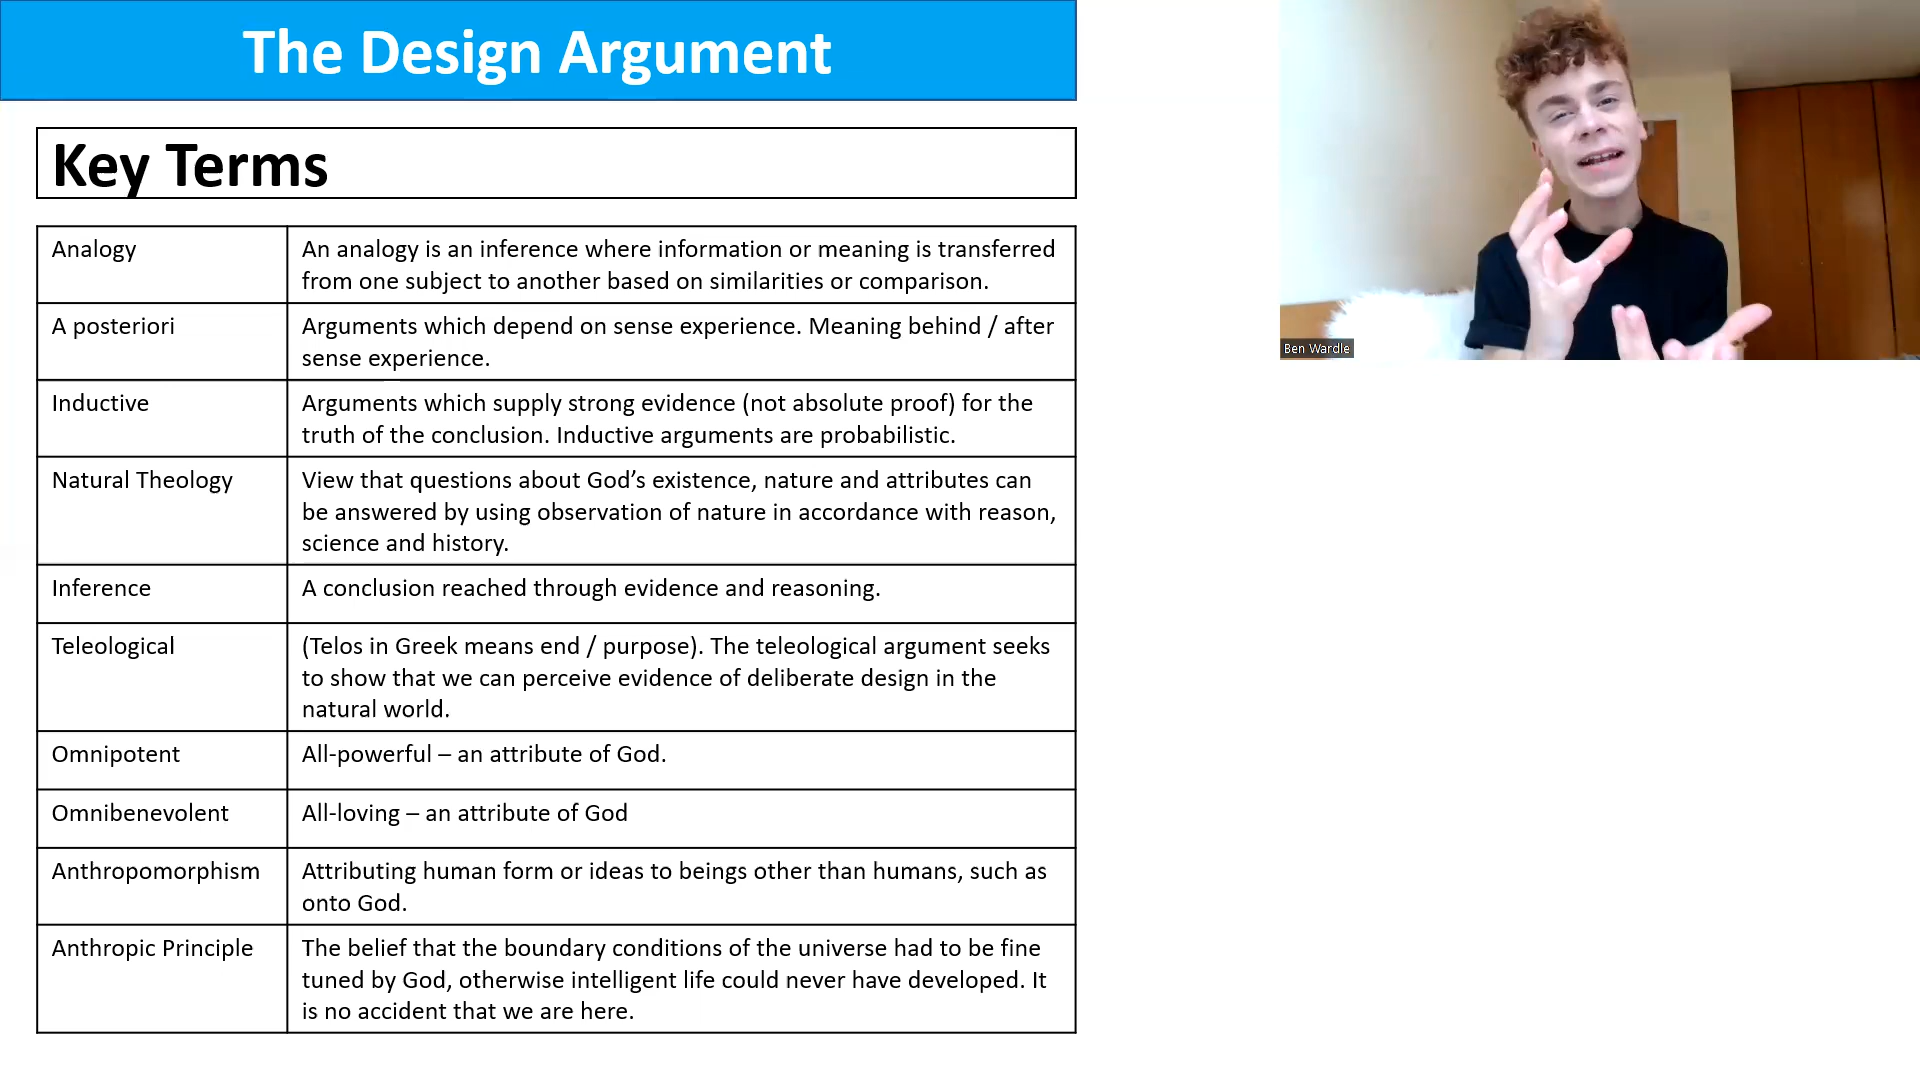 The Design Argument
Key Terms
Analogy
An analogy is an inference where information or meaning is transferred
from one subject to another based on similarities or comparison.
A posteriori
Arguments which depend on sense experience. Meaning behind / after
sense experience.
Inductive
Arguments which supply strong evidence (not absolute proof) for the
truth of the conclusion. Inductive arguments are probabilistic.
Natural Theology
View that questions about God’s existence, nature and attributes can
be answered by using observation of nature in accordance with reason,
science and history.
Inference
A conclusion reached through evidence and reasoning.
Teleological
(Telos in Greek means end / purpose). The teleological argument seeks
to show that we can perceive evidence of deliberate design in the
natural world.
Omnipotent
All-powerful – an attribute of God.
Omnibenevolent
All-loving – an attribute of God
Anthropomorphism
Attributing human form or ideas to beings other than humans, such as
onto God.
Anthropic Principle
The belief that the boundary conditions of the universe had to be fine
tuned by God, otherwise intelligent life could never have developed. It
is no accident that we are here.
Ben Wardle